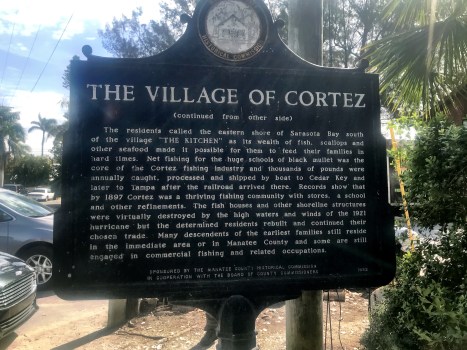 THE VILLAGE OF CORTEZ
(continued from other side)
The residents called the eastern shore of Sarasota Bay south
of the village "THE KITCHEN" as its wealth of fish, scallops and
other seafood made it possible for them to feed their families in
hard times. Net fishing for the huge schools of black mullet was the
core of the Cortez fishing industry and thousands of pounds were
annually caught, processed and shipped by boat to Cedar Key and
later to Tampa after the railroad arrived there. Records show that
by 1897 Cortez was a thriving fishing community with stores, a school
and other refinements. The fish houses and other shoreline structures
were virtually destroyed by the high waters and winds of the 1921
hurricane but the determined residents rebuilt and continued their
chosen trade. Many descendents of the earliest families still reside
in the immediate area or in Manatee County and some are still
engaged in commercial fishing and related occupations.
SPONSORED BY THE MANATEE COUNTY HISTORICAL COMMISSION
IN COOPERATION WITH THE BOARD OF COUNTY COMMISSIONERS